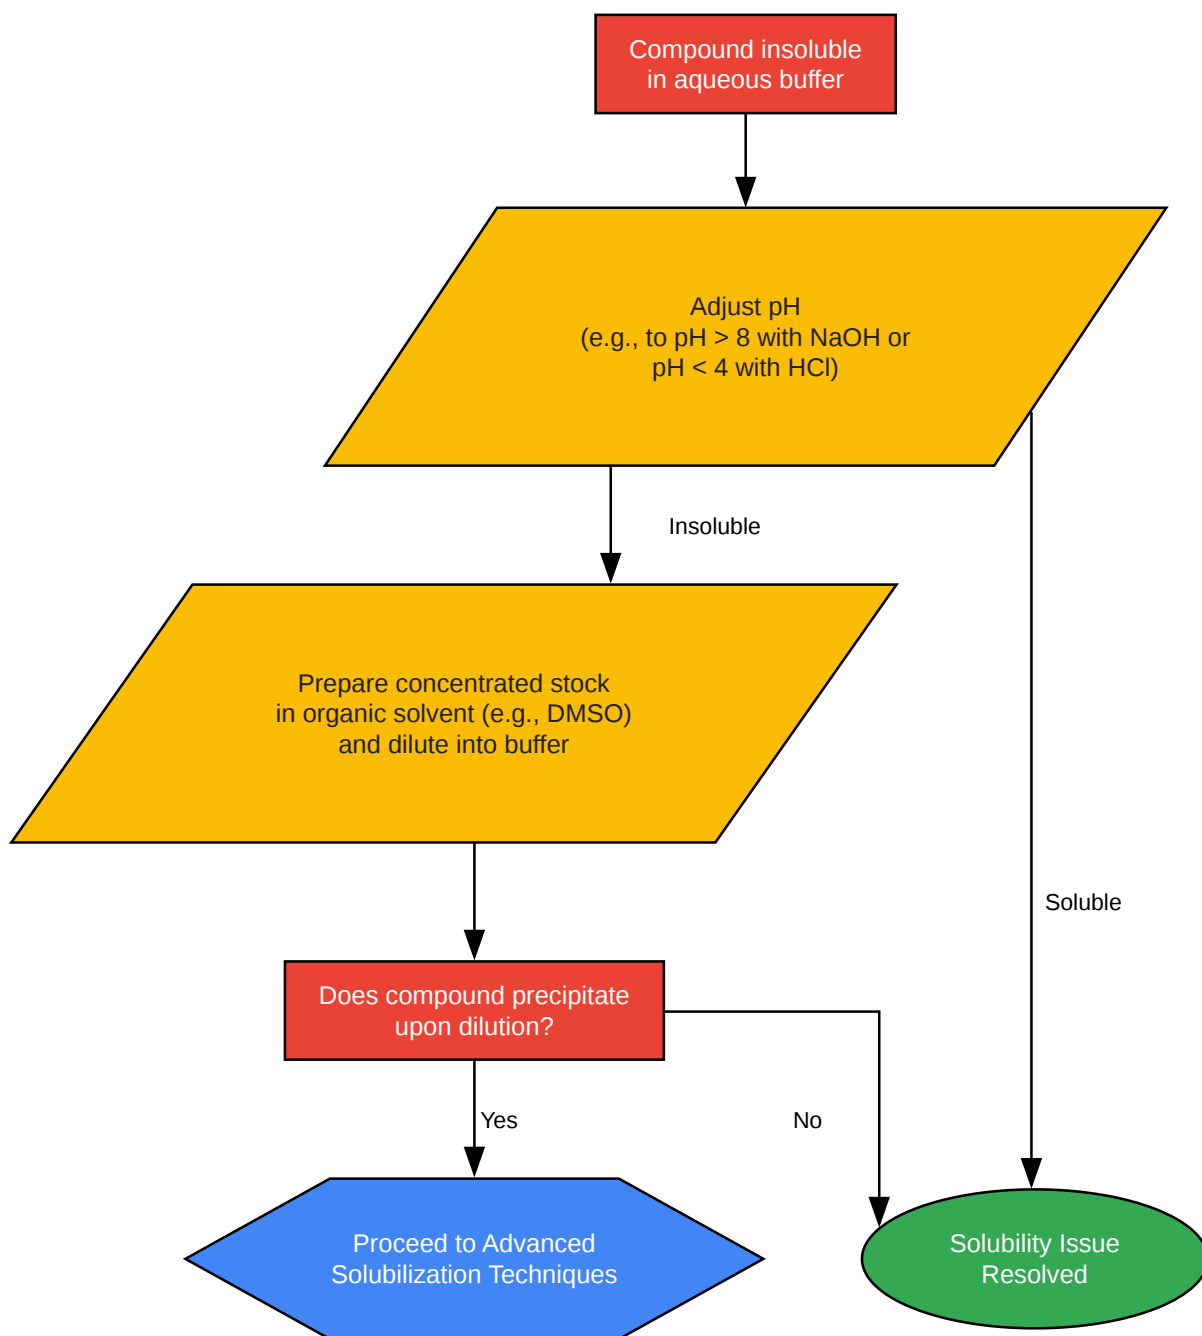 Compound insoluble
in aqueous buffer
Adjust pH
(e.g., to pH > 8 with NaOH or
pH < 4 with HCl)
Insoluble
Prepare concentrated stock
in organic solvent (e.g., DMSO)
and dilute into buffer
Soluble
Does compound precipitate
upon dilution?
Yes
No
Proceed to Advanced
Solubilization Techniques
Solubility Issue
Resolved